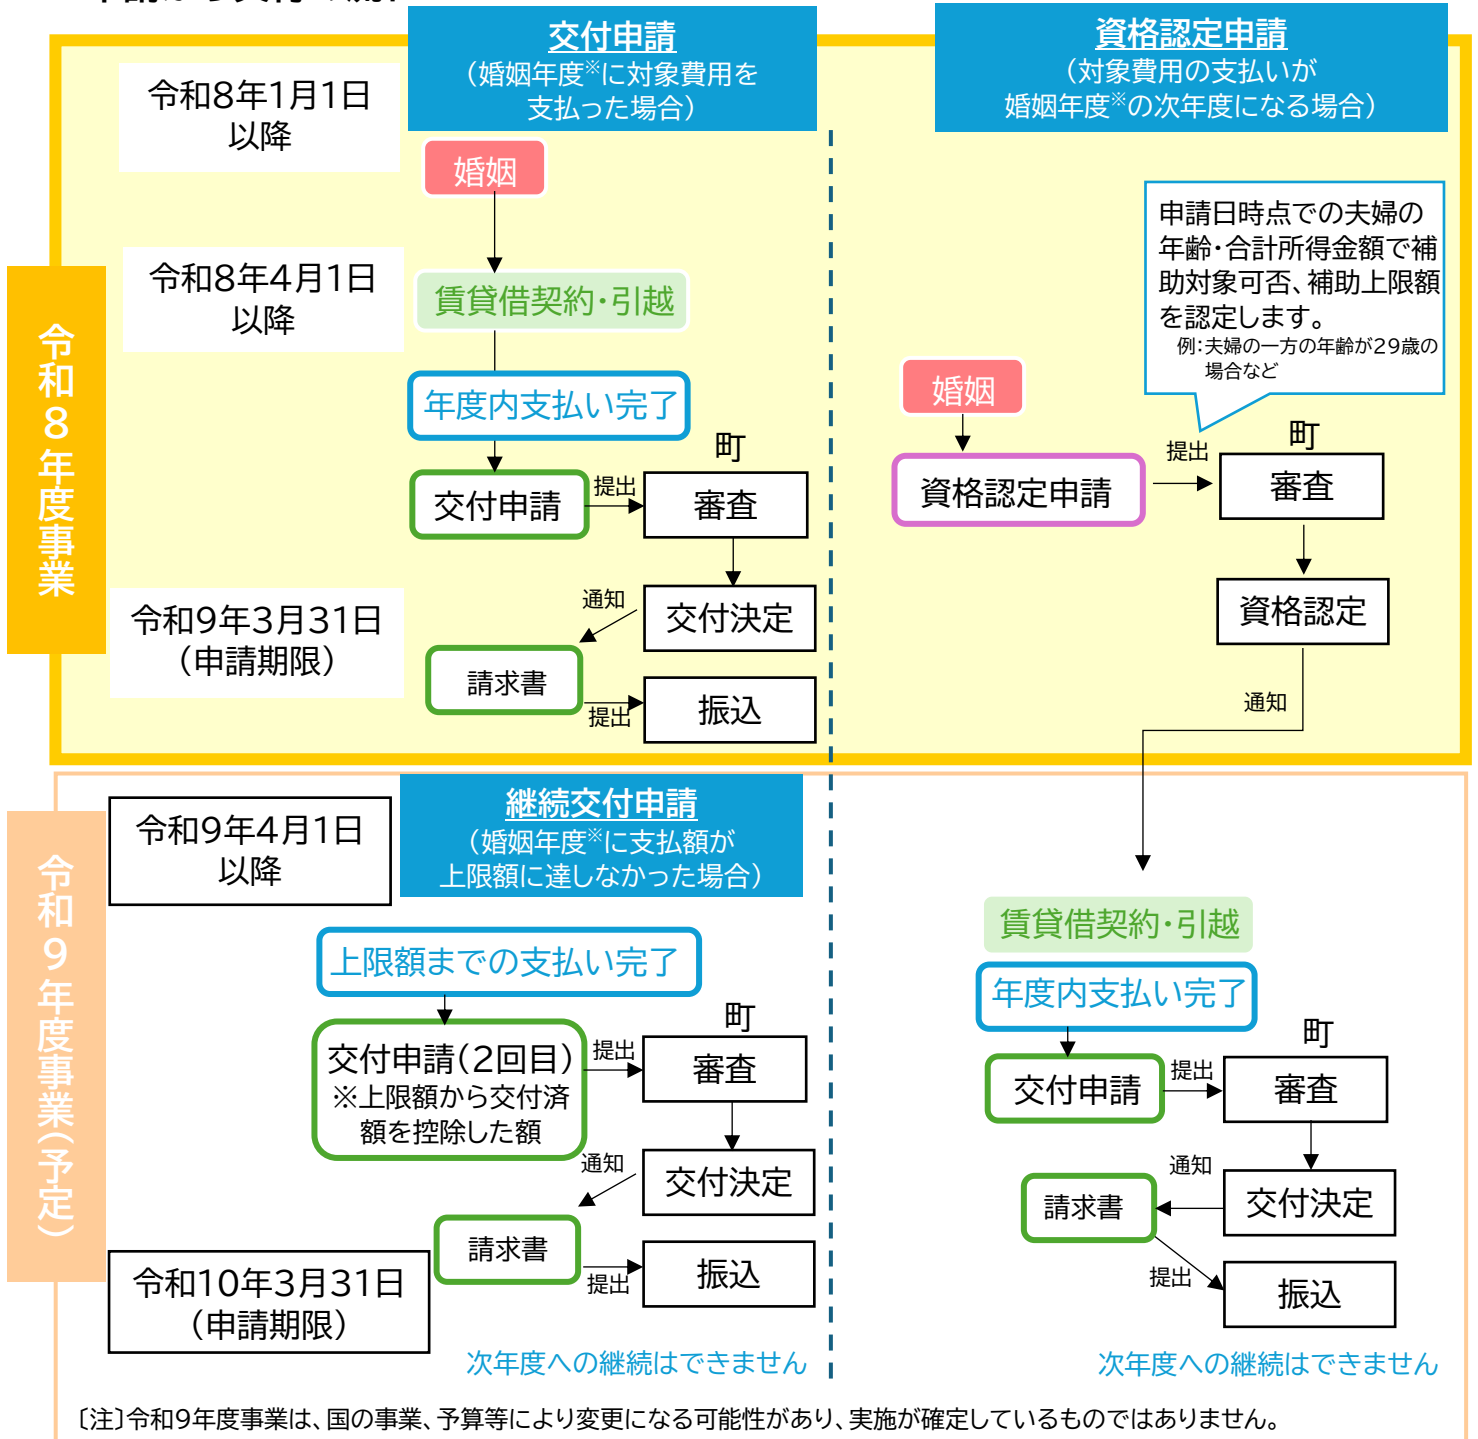 交付申請
（婚姻年度※に対象費用を
支払った場合）
資格認定申請
（対象費用の支払いが
婚姻年度※の次年度になる場合）
令和8年度事業
令和8年1月1日
以降
婚姻
令和8年4月1日
以降
賃貸借契約・引越
年度内支払い完了
町
交付申請
提出
審査
令和9年3月31日
（申請期限）
通知
交付決定
請求書
提出
振込
申請日時点での夫婦の
年齢・合計所得金額で補
助対象可否、補助上限額
を認定します。
例：夫婦の一方の年齢が29歳の
場合など
婚姻
町
資格認定申請
提出
審査
資格認定
通知
令和9年度事業（予定）
令和9年4月1日
以降
継続交付申請
（婚姻年度※に支払額が
上限額に達しなかった場合）
上限額までの支払い完了
町
交付申請（2回目）
※上限額から交付済
額を控除した額
提出
審査
通知
交付決定
請求書
提出
振込
令和10年3月31日
（申請期限）
次年度への継続はできません
賃貸借契約・引越
年度内支払い完了
町
交付申請
提出
審査
通知
交付決定
請求書
提出
振込
次年度への継続はできません
〔注〕令和9年度事業は、国の事業、予算等により変更になる可能性があり、実施が確定しているものではありません。